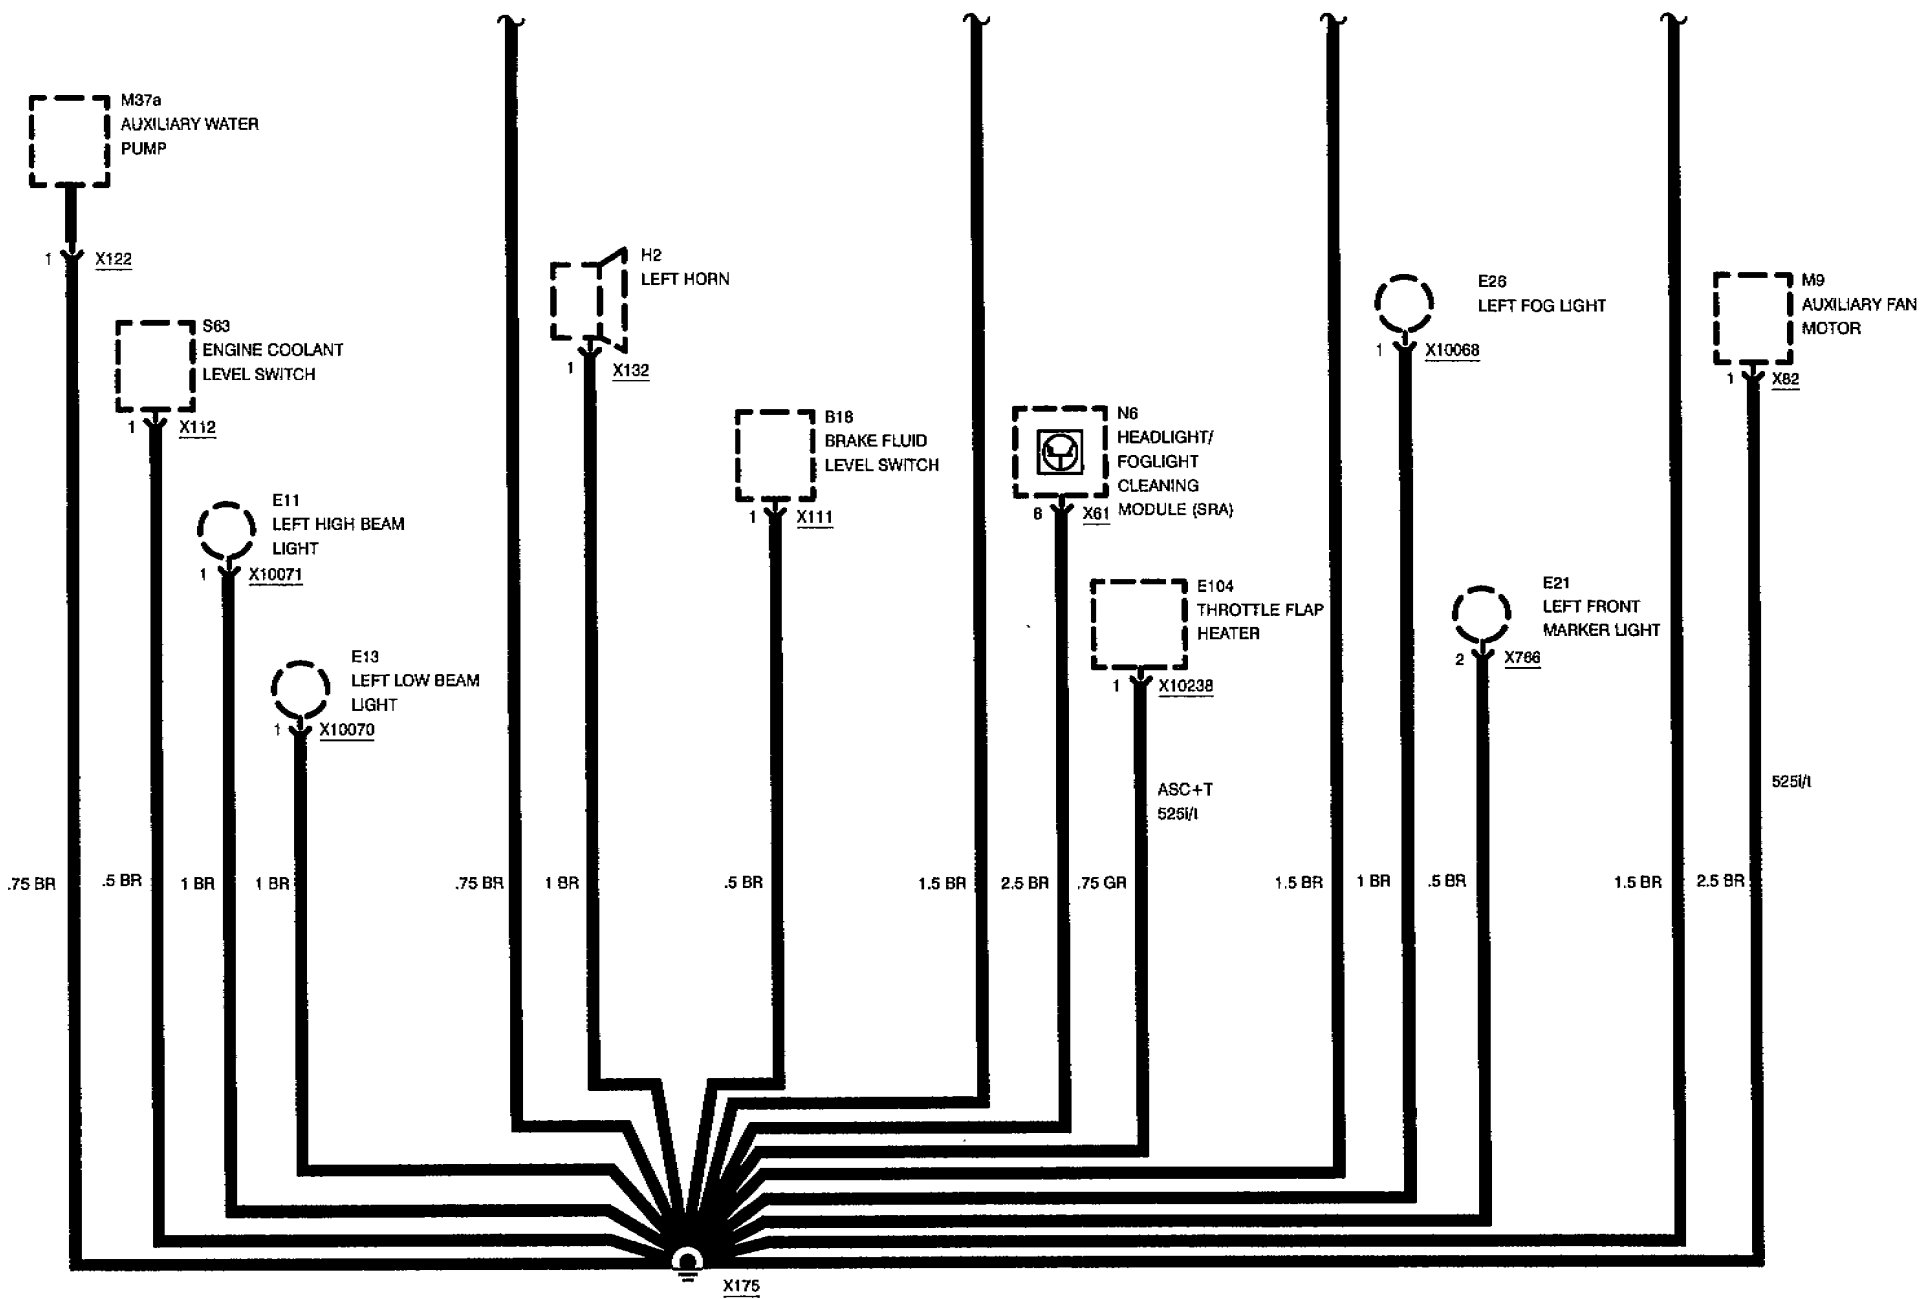 M37a
AUXILIARY WATER
PUMP
1 X122
S63
ENGINE COOLANT
LEVEL SWITCH
1 X112
E11
LEFT HIGH BEAM
LIGHT
1 X10071
E13
LEFT LOW BEAM
LIGHT
1 X10070
H2
LEFT HORN
1 X132
B18
BRAKE FLUID
LEVEL SWITCH
1 X111
N6
HEADLIGHT/
FOGLIGHT
CLEANING
MODULE (SRA)
8 X61
E104
THROTTLE FLAP
HEATER
1 X10238
ASC+T
525i/t
E26
LEFT FOG LIGHT
1 X10068
E21
LEFT FRONT
MARKER LIGHT
2 X766
M9
AUXILIARY FAN
MOTOR
1 X82
525i/t
.75 BR .5 BR 1 BR 1 BR .75 BR 1 BR .5 BR 1.5 BR 2.5 BR .75 GR 1.5 BR 1 BR .5 BR 1.5 BR 2.5 BR
X175